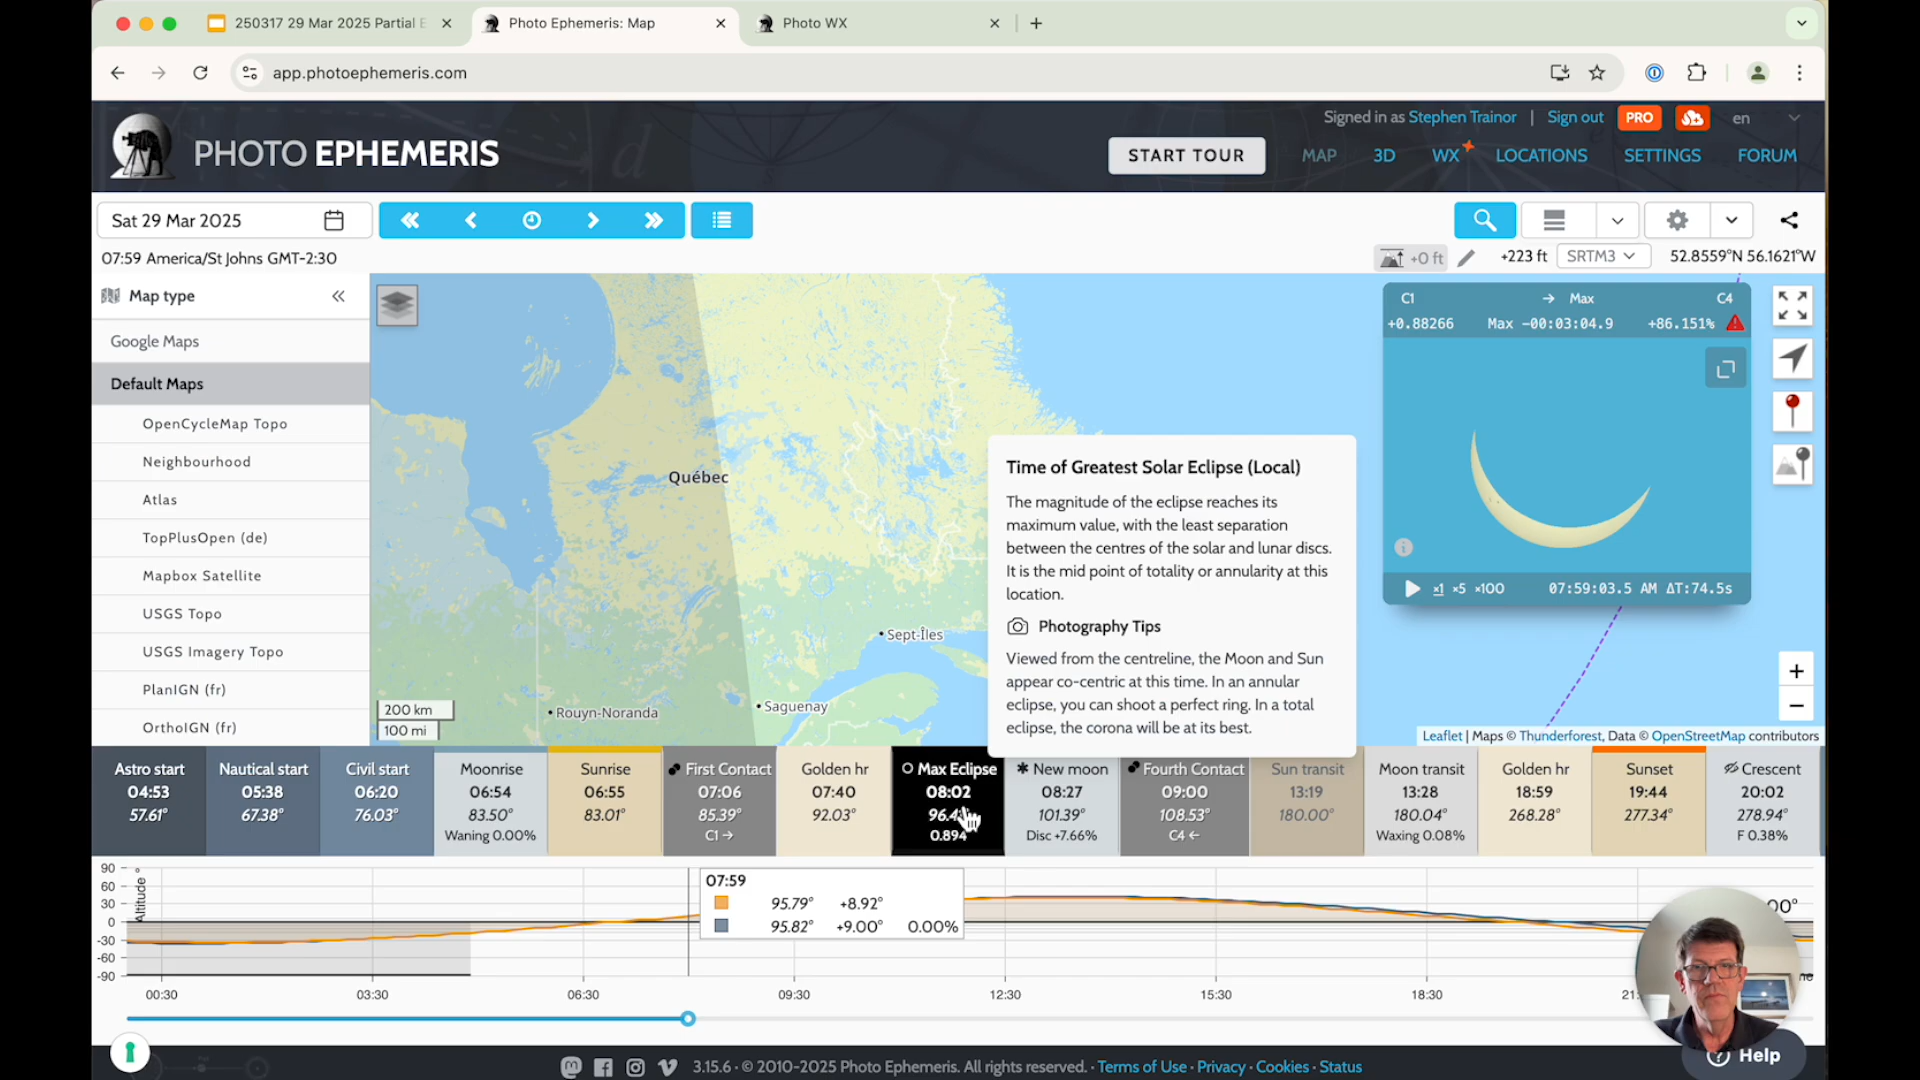 250317 29 Mar 2025 Partial E
Photo Ephemeris: Map
Photo WX
app.photoephemeris.com
Signed in as Stephen Trainor | Sign out PRO en
PHOTO EPHEMERIS
START TOUR MAP 3D WX LOCATIONS SETTINGS FORUM
Sat 29 Mar 2025
07:59 America/St Johns GMT-2:30
+0 ft +223 ft SRTM3 52.8559°N 56.1621°W
Map type
Google Maps
Default Maps
OpenCycleMap Topo
Neighbourhood
Atlas
TopPlusOpen (de)
Mapbox Satellite
USGS Topo
USGS Imagery Topo
PlanIGN (fr)
OrthoIGN (fr)
Québec
Sept-Îles
Saguenay
Rouyn-Noranda
200 km
100 mi
C1 → Max C4
+0.88266 Max -00:03:04.9 +86.151%
x1 x5 x100 07:59:03.5 AM ΔT:74.5s
Time of Greatest Solar Eclipse (Local)
The magnitude of the eclipse reaches its
maximum value, with the least separation
between the centres of the solar and lunar discs.
It is the mid point of totality or annularity at this
location.
Photography Tips
Viewed from the centreline, the Moon and Sun
appear co-centric at this time. In an annular
eclipse, you can shoot a perfect ring. In a total
eclipse, the corona will be at its best.
+
−
Leaflet | Maps © Thunderforest, Data © OpenStreetMap contributors
Astro start
04:53
57.61°
Nautical start
05:38
67.38°
Civil start
06:20
76.03°
Moonrise
06:54
83.50°
Waning 0.00%
Sunrise
06:55
83.01°
First Contact
07:06
85.39°
C1 →
Golden hr
07:40
92.03°
Max Eclipse
08:02
96.4
0.894
New moon
08:27
101.39°
Disc +7.66%
Fourth Contact
09:00
108.53°
C4 ←
Sun transit
13:19
180.00°
Moon transit
13:28
180.04°
Waxing 0.08%
Golden hr
18:59
268.28°
Sunset
19:44
277.34°
Crescent
20:02
278.94°
F 0.38%
90
60
30
0
-30
-60
-90
Altitude °
07:59
95.79° +8.92°
95.82° +9.00° 0.00%
00:30 03:30 06:30 09:30 12:30 15:30 18:30 21:
3.15.6 · © 2010-2025 Photo Ephemeris. All rights reserved. · Terms of Use · Privacy · Cookies · Status
Help